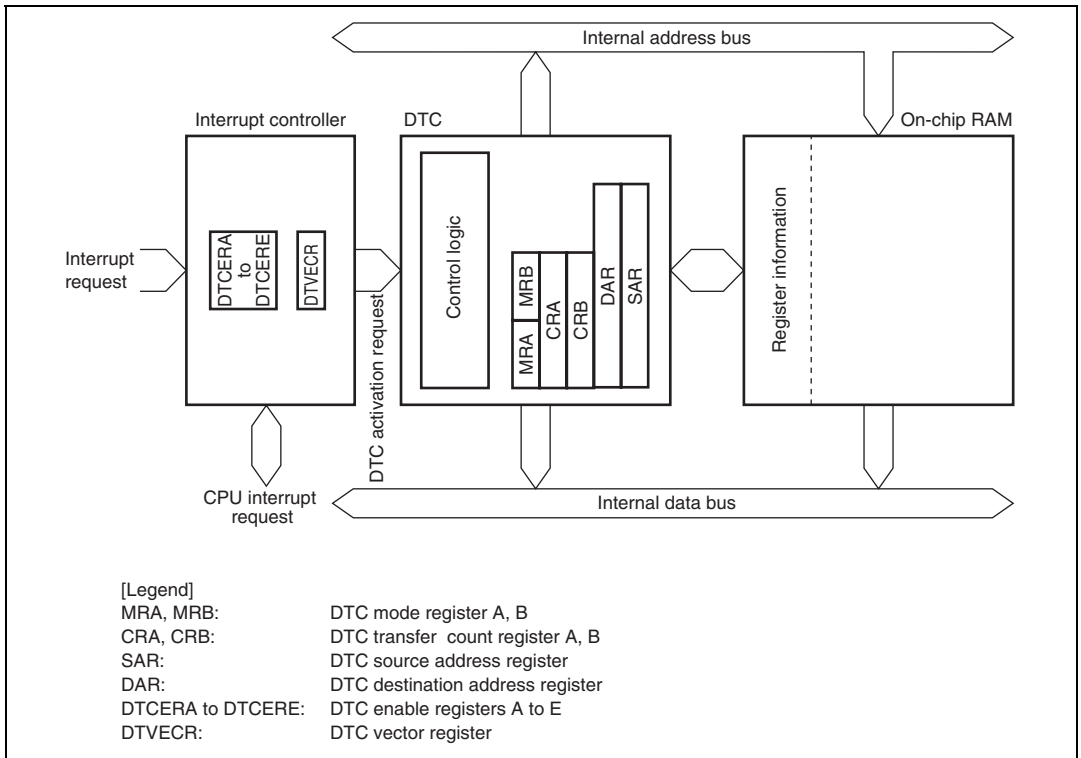 Internal address bus
Interrupt controller
DTC
On-chip RAM
Interrupt
request
DTCERA
to
DTCERE
DTVECR
DTC activation request
Control logic
MRA
MRB
CRA
CRB
DAR
SAR
Register information
CPU interrupt
request
Internal data bus
[Legend]
MRA, MRB: DTC mode register A, B
CRA, CRB: DTC transfer count register A, B
SAR: DTC source address register
DAR: DTC destination address register
DTCERA to DTCERE: DTC enable registers A to E
DTVECR: DTC vector register